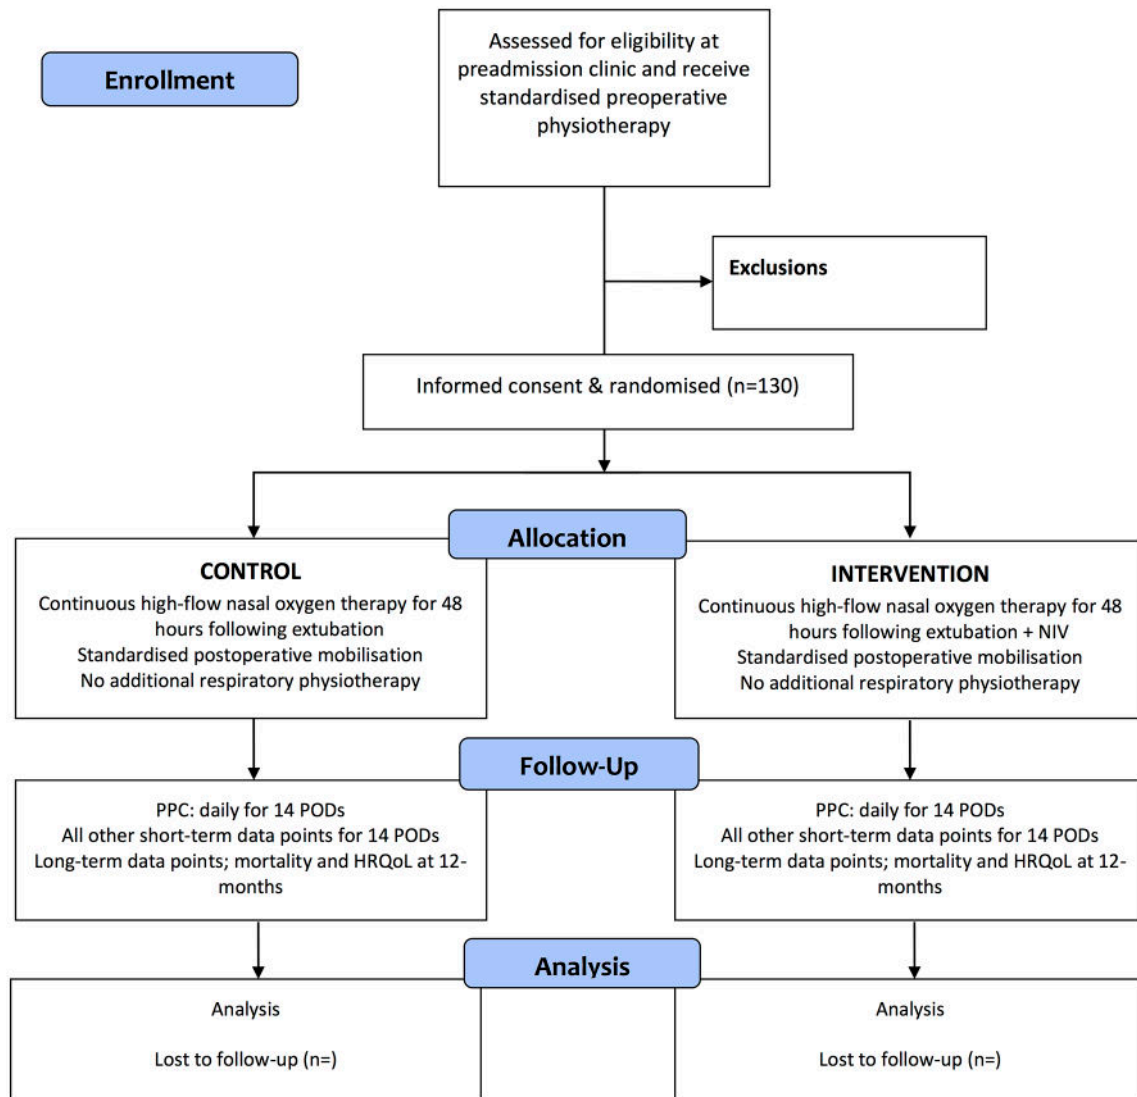 Enrollment
Assessed for eligibility at
preadmission clinic and receive
standardised preoperative
physiotherapy
Exclusions
Informed consent & randomised (n=130)
Allocation
CONTROL
Continuous high-flow nasal oxygen therapy for 48
hours following extubation
Standardised postoperative mobilisation
No additional respiratory physiotherapy
INTERVENTION
Continuous high-flow nasal oxygen therapy for 48
hours following extubation + NIV
Standardised postoperative mobilisation
No additional respiratory physiotherapy
Follow-Up
PPC: daily for 14 PODs
All other short-term data points for 14 PODs
Long-term data points; mortality and HRQoL at 12-
months
PPC: daily for 14 PODs
All other short-term data points for 14 PODs
Long-term data points; mortality and HRQoL at 12-
months
Analysis
Analysis
Lost to follow-up (n=)
Analysis
Lost to follow-up (n=)